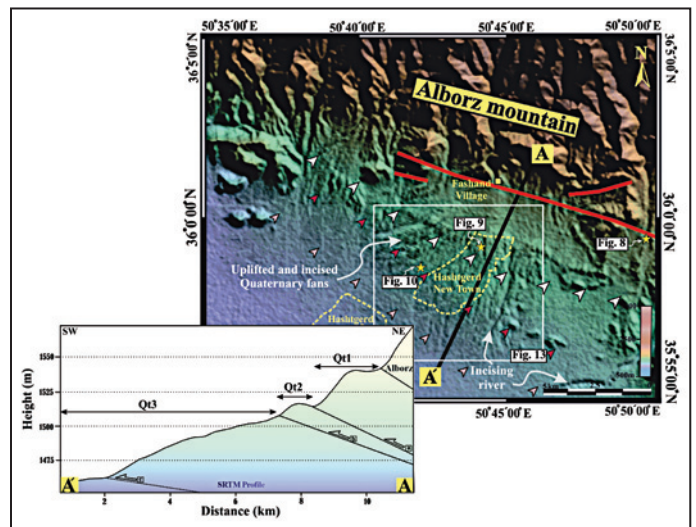 50°35'00"E
50°40'00"E
50°45'00"E
50°50'00"E
36°5'00"N
36°5'00"N
N
Alborz mountain
A
Fashand
Village
36°0'00"N
36°0'00"N
Fig. 9
Fig. 8
Uplifted and incised
Quaternary fans
Fig. 10
Hashtgerd
New Town
Hashtgerd
Fig. 13
Incising
river
A'
35°55'00"N
50°45'00"E
50°50'00"E
SW
NE
1550
1525
1500
1475
Height (m)
Qt1
Qt2
Qt3
Alborz
A'
SRTM Profile
A
2
4
6
8
10
Distance (km)